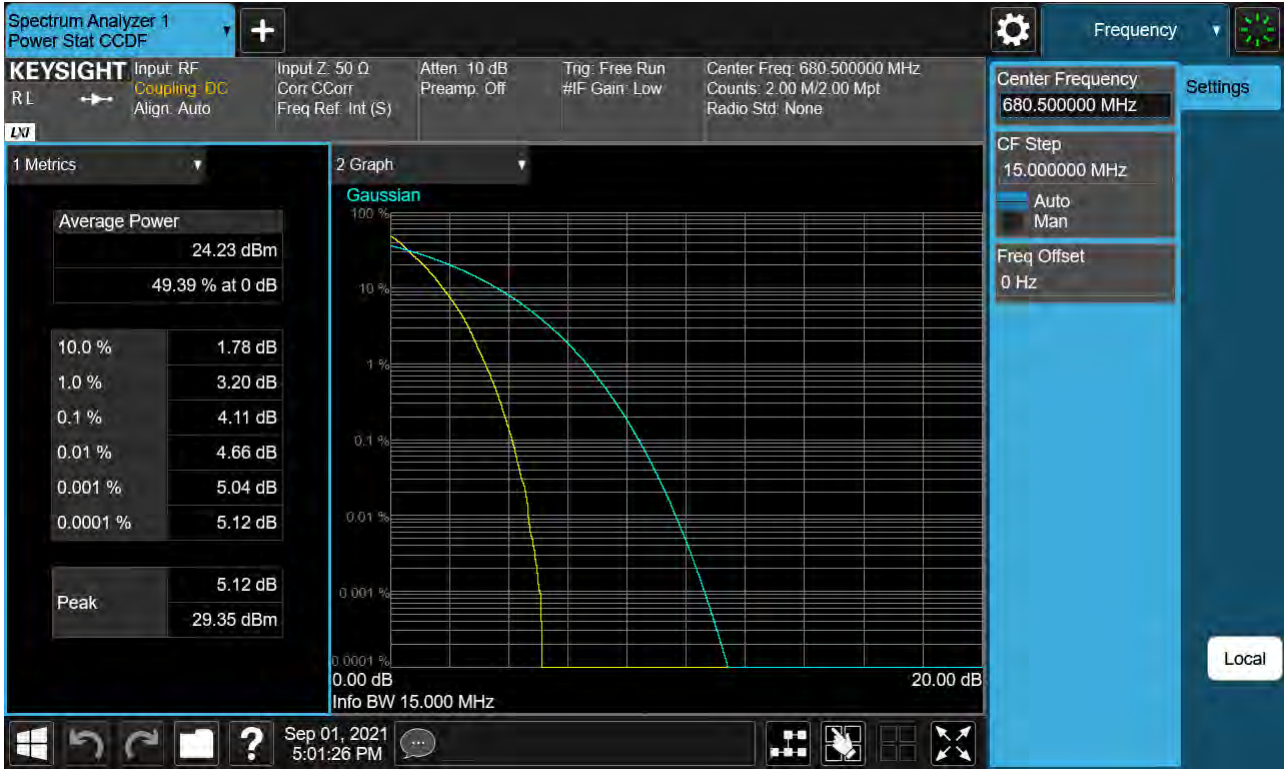 Spectrum Analyzer 1
Power Stat CCDF
Frequency
KEYSIGHT
R L
LXI
Input: RF
Coupling: DC
Align: Auto
Input Z: 50 Ω
Corr CCorr
Freq Ref: Int (S)
Atten: 10 dB
Preamp: Off
Trig: Free Run
#IF Gain: Low
Center Freq: 680.500000 MHz
Counts: 2.00 M/2.00 Mpt
Radio Std: None
Center Frequency
680.500000 MHz
Settings
CF Step
15.000000 MHz
Auto
Man
Freq Offset
0 Hz
1 Metrics
Average Power
24.23 dBm
49.39 % at 0 dB
10.0 % 1.78 dB
1.0 % 3.20 dB
0.1 % 4.11 dB
0.01 % 4.66 dB
0.001 % 5.04 dB
0.0001 % 5.12 dB
Peak
5.12 dB
29.35 dBm
2 Graph
Gaussian
100 %
10 %
1 %
0.1 %
0.01 %
0.001 %
0.0001 %
0.00 dB 20.00 dB
Info BW 15.000 MHz
Local
?
Sep 01, 2021
5:01:26 PM